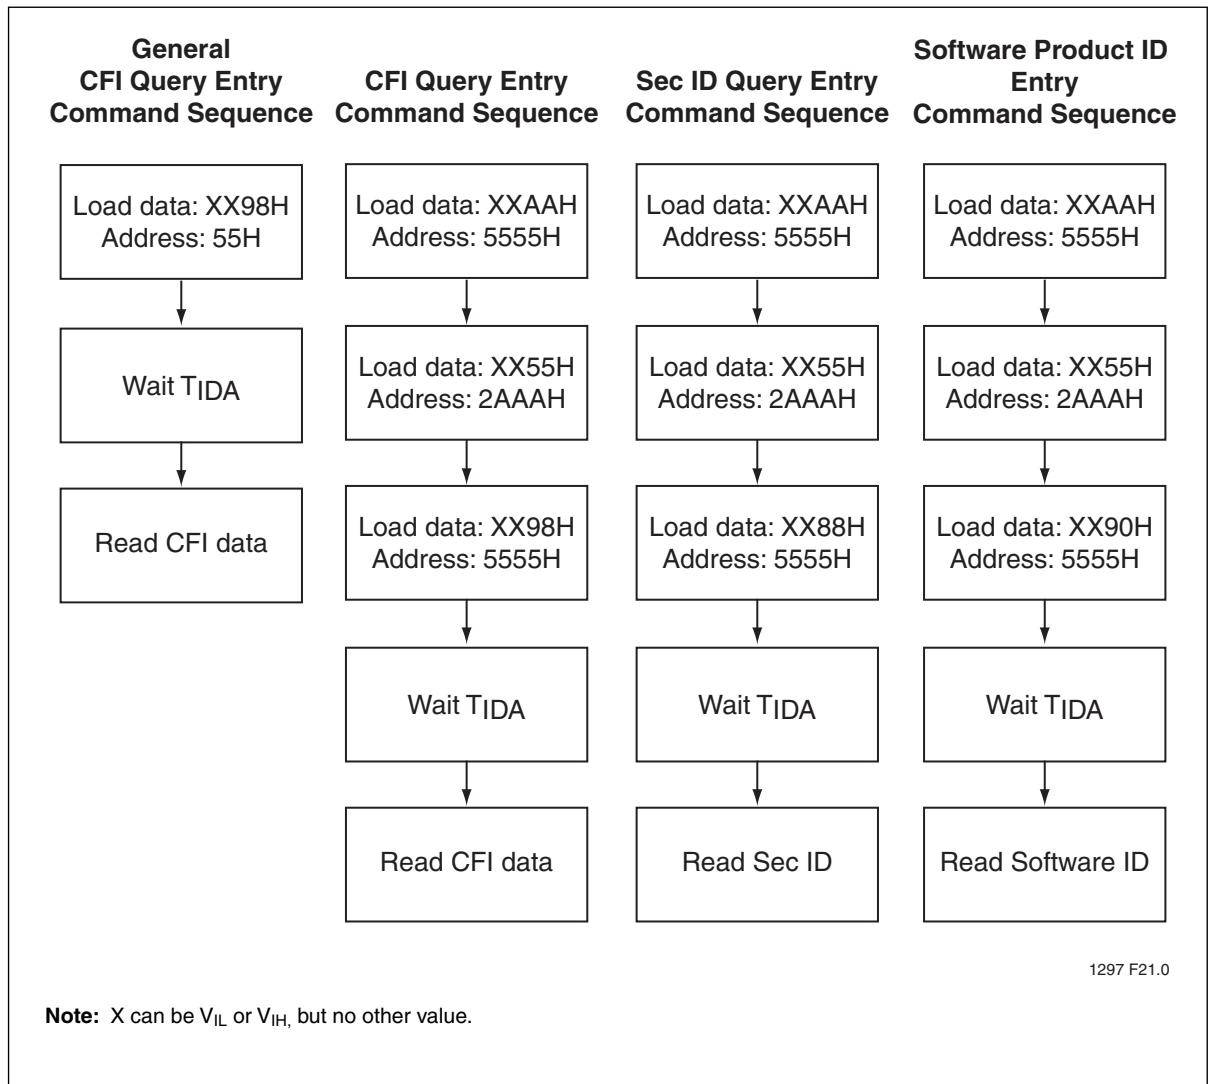 General
CFI Query Entry
Command Sequence
Load data: XX98H
Address: 55H
Wait TIDA
Read CFI data
CFI Query Entry
Command Sequence
Load data: XXAAH
Address: 5555H
Load data: XX55H
Address: 2AAAH
Load data: XX98H
Address: 5555H
Wait TIDA
Read CFI data
Sec ID Query Entry
Command Sequence
Load data: XXAAH
Address: 5555H
Load data: XX55H
Address: 2AAAH
Load data: XX88H
Address: 5555H
Wait TIDA
Read Sec ID
Software Product ID
Entry
Command Sequence
Load data: XXAAH
Address: 5555H
Load data: XX55H
Address: 2AAAH
Load data: XX90H
Address: 5555H
Wait TIDA
Read Software ID
1297 F21.0
Note: X can be VIL or VIH, but no other value.